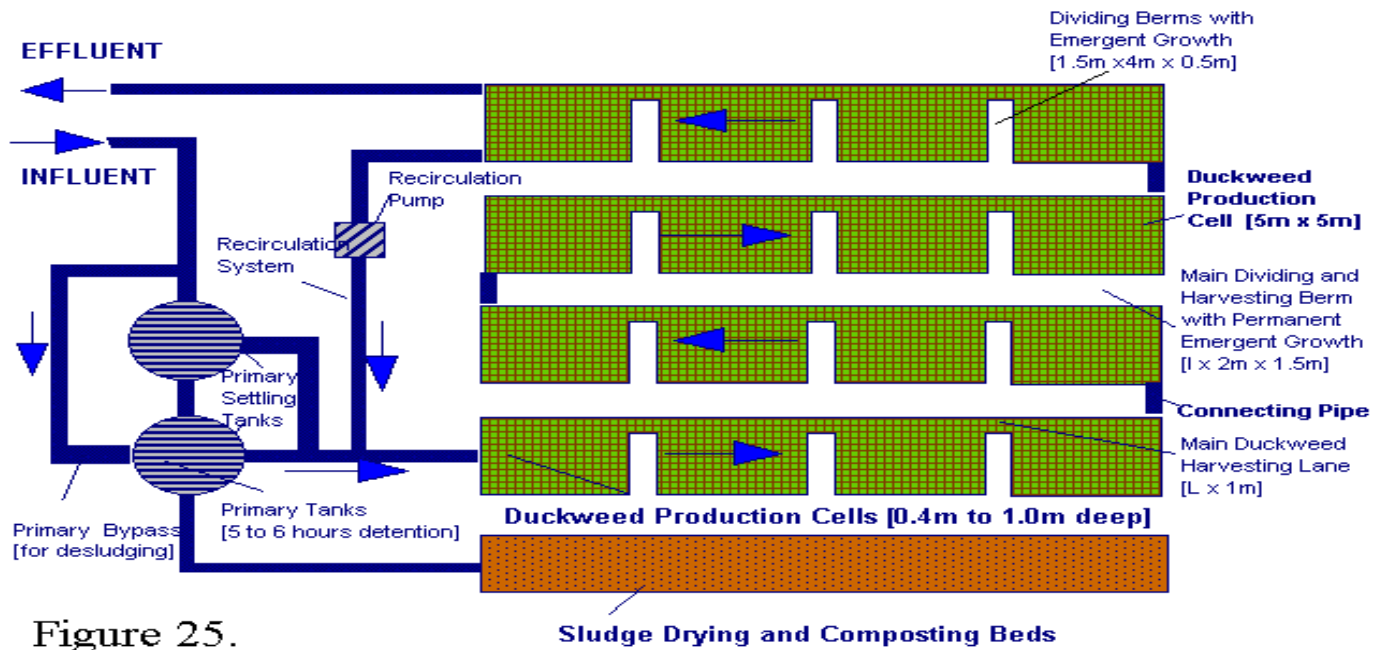 Dividing Berms with
Emergent Growth
[1.5m x4m x 0.5m]
EFFLUENT
INFLUENT
Recirculation
Pump
Recirculation
System
Duckweed
Production
Cell [5m x 5m]
Main Dividing and
Harvesting Berm
with Permanent
Emergent Growth
[l x 2m x 1.5m]
Primary
Settling
Tanks
Connecting Pipe
Main Duckweed
Harvesting Lane
[L x 1m]
Primary Tanks
[5 to 6 hours detention]
Primary Bypass
[for desludging]
Duckweed Production Cells [0.4m to 1.0m deep]
Figure 25.
Sludge Drying and Composting Beds